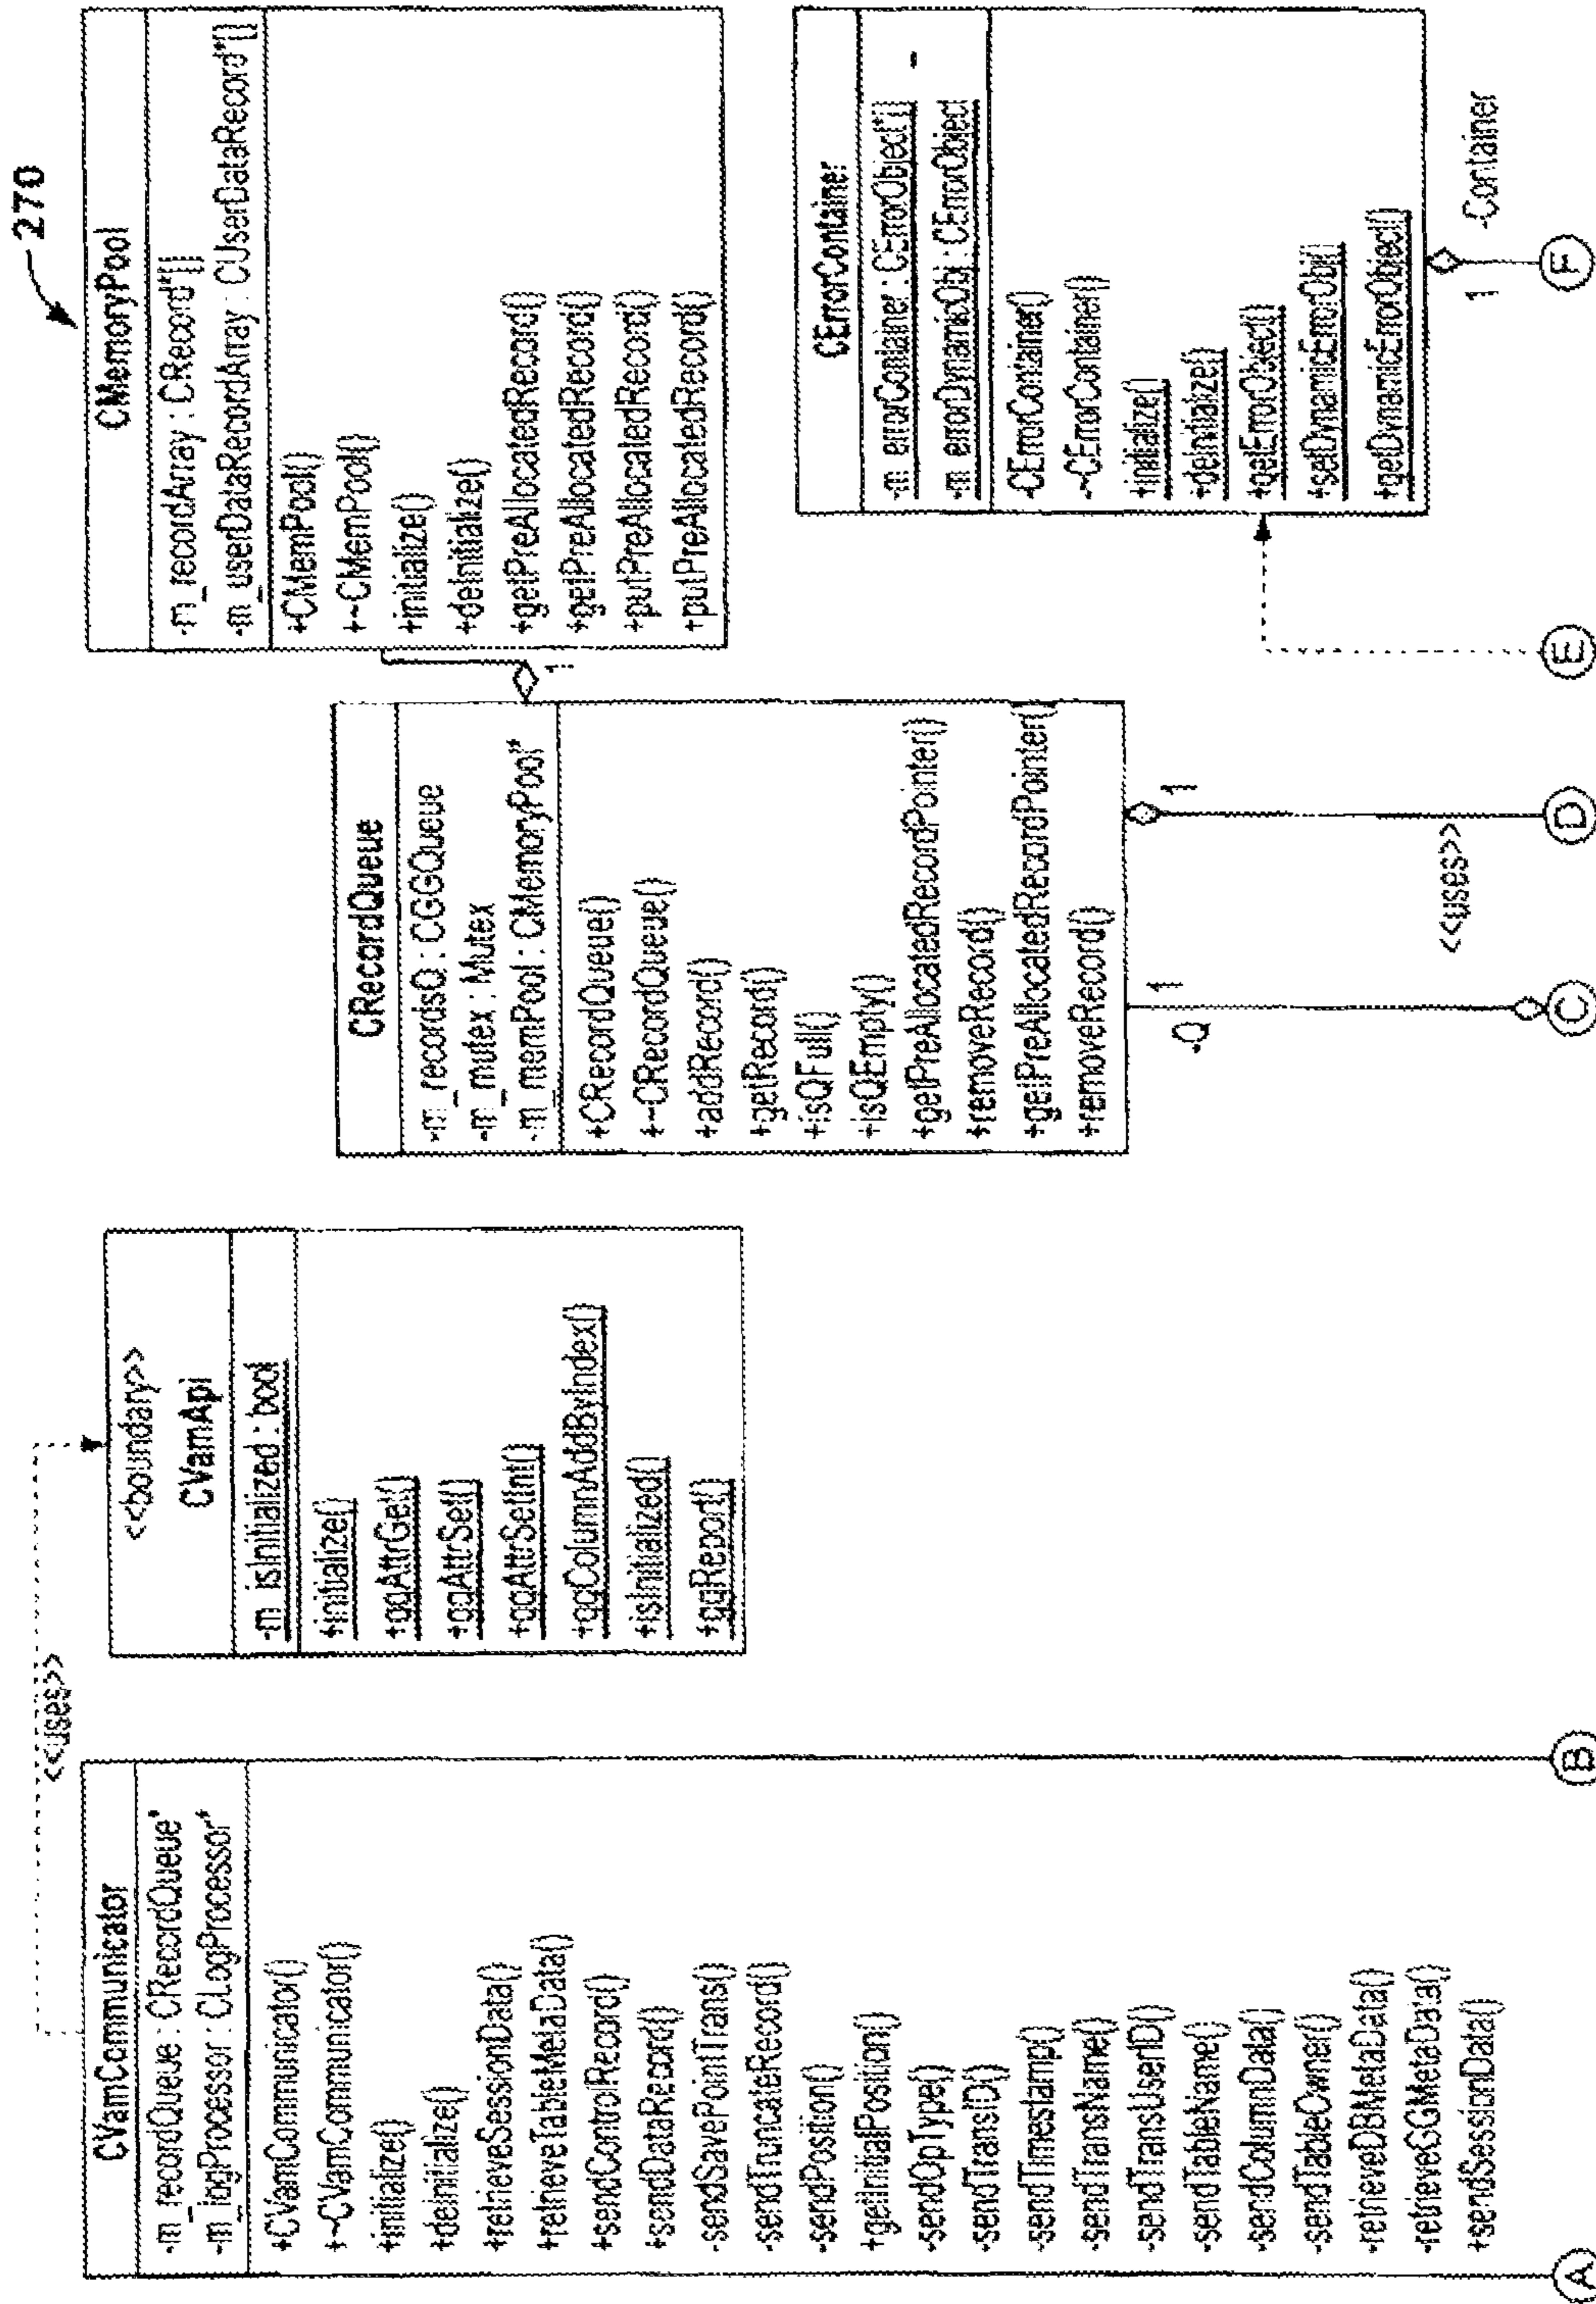 270
<<uses>>
CVamCommunicator
-m_recordQueue : CRecordQueue*
-m_logProcessor : CLogProcessor*
+CVamCommunicator()
+~CVamCommunicator()
+initialize()
+deinitialize()
+retrieveSessionData()
+retrieveTableMetaData()
+sendControlRecord()
+sendDataRecord()
-sendSavePointTrans()
-sendTruncateRecord()
-sendPosition()
+getInitialPosition()
-sendOpType()
-sendTransID()
-sendTimestamp()
-sendTransName()
-sendTransUserID()
-sendTableName()
-sendColumnData()
-sendTableOwner()
-retrieveDBMetaData()
-retrieveGGMetaData()
+sendSessionData()
A
B
<<boundary>>
CVamApi
-m_isInitialized : bool
+initialize()
+ggAttrGet()
+ggAttrSet()
+ggAttrSetInt()
+ggColumnAddByIndex()
+isInitialized()
+ggReport()
CRecordQueue
-m_recordsQ : CGGQueue
-m_mutex : Mutex
-m_memPool : CMemoryPool*
+CRecordQueue()
+~CRecordQueue()
+addRecord()
+getRecord()
+isQFull()
+isQEmpty()
+getPreAllocatedRecordPointer()
+removeRecord()
+getPreAllocatedRecordPointer()
+removeRecord()
-Q
1
1
<<uses>>
C
D
CMemoryPool
-m_recordArray : CRecord*[]
-m_userDataRecordArray : CUserDataRecord*[]
+CMemPool()
+~CMemPool()
+initialize()
+deInitialize()
+getPreAllocatedRecord()
+getPreAllocatedRecord()
+putPreAllocatedRecord()
+putPreAllocatedRecord()
1
CErrorContainer
-m_errorContainer : CErrorObject*[]
-m_errorDynamicObj : CErrorObject
-CErrorContainer()
-~CErrorContainer()
+initialize()
+deInitialize()
+getErrorObject()
+setDynamicErrorObj()
+getDynamicErrorObject()
1
-Container
E
F